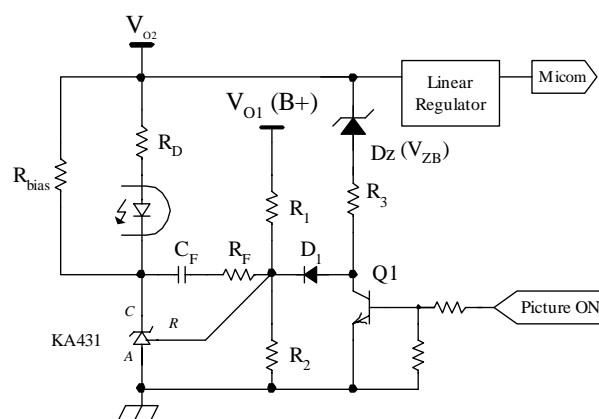 V_O2
V_O1 (B+)
Linear
Regulator
Micom
R_D
Dz (V_ZB)
R_bias
R_1
R_3
C_F
R_F
D_1
Q1
C
R
KA431
A
R_2
Picture ON